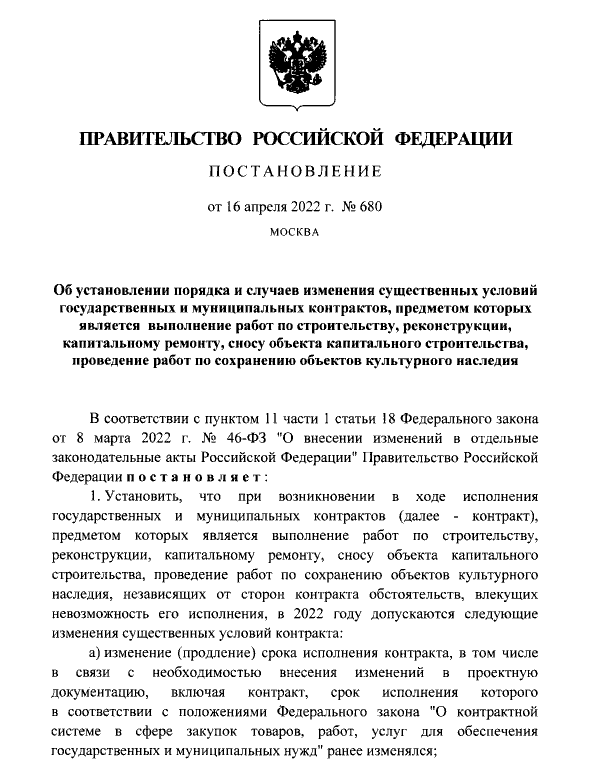 ПРАВИТЕЛЬСТВО РОССИЙСКОЙ ФЕДЕРАЦИИ
ПОСТАНОВЛЕНИЕ
от 16 апреля 2022 г. № 680
МОСКВА
Об установлении порядка и случаев изменения существенных условий
государственных и муниципальных контрактов, предметом которых
является выполнение работ по строительству, реконструкции,
капитальному ремонту, сносу объекта капитального строительства,
проведение работ по сохранению объектов культурного наследия
В соответствии с пунктом 11 части 1 статьи 18 Федерального закона
от 8 марта 2022 г. № 46-ФЗ "О внесении изменений в отдельные
законодательные акты Российской Федерации" Правительство Российской
Федерации постановляет:
1. Установить, что при возникновении в ходе исполнения
государственных и муниципальных контрактов (далее - контракт),
предметом которых является выполнение работ по строительству,
реконструкции, капитальному ремонту, сносу объекта капитального
строительства, проведение работ по сохранению объектов культурного
наследия, независящих от сторон контракта обстоятельств, влекущих
невозможность его исполнения, в 2022 году допускаются следующие
изменения существенных условий контракта:
а) изменение (продление) срока исполнения контракта, в том числе
в связи с необходимостью внесения изменений в проектную
документацию, включая контракт, срок исполнения которого
в соответствии с положениями Федерального закона "О контрактной
системе в сфере закупок товаров, работ, услуг для обеспечения
государственных и муниципальных нужд" ранее изменялся;